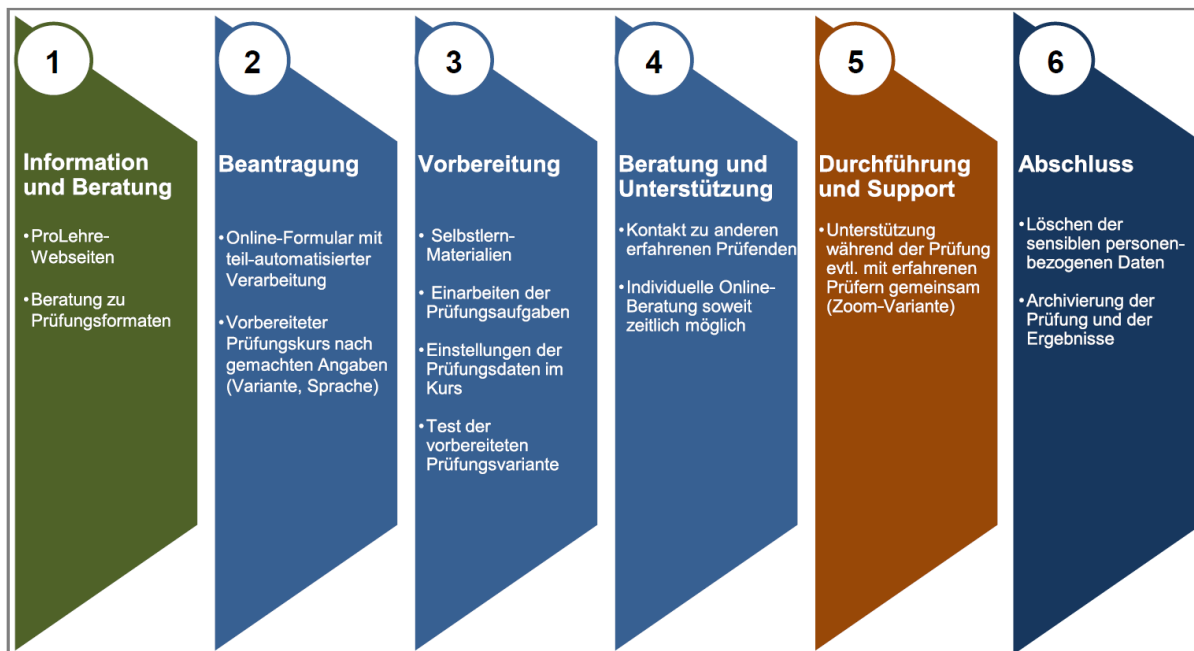 1
Information
und Beratung
• ProLehre-
Webseiten
• Beratung zu
Prüfungsformaten
2
Beantragung
• Online-Formular mit
teil-automatisierter
Verarbeitung
• Vorbereiteter
Prüfungskurs nach
gemachten Angaben
(Variante, Sprache)
3
Vorbereitung
• Selbstlern-
Materialien
• Einarbeiten der
Prüfungsaufgaben
• Einstellungen der
Prüfungsdaten im
Kurs
• Test der
vorbereiteten
Prüfungsvariante
4
Beratung und
Unterstützung
• Kontakt zu anderen
erfahrenen Prüfenden
• Individuelle Online-
Beratung soweit
zeitlich möglich
5
Durchführung
und Support
• Unterstützung
während der Prüfung
evtl. mit erfahrenen
Prüfern gemeinsam
(Zoom-Variante)
6
Abschluss
• Löschen der
sensiblen personen-
bezogenen Daten
• Archivierung der
Prüfung und der
Ergebnisse